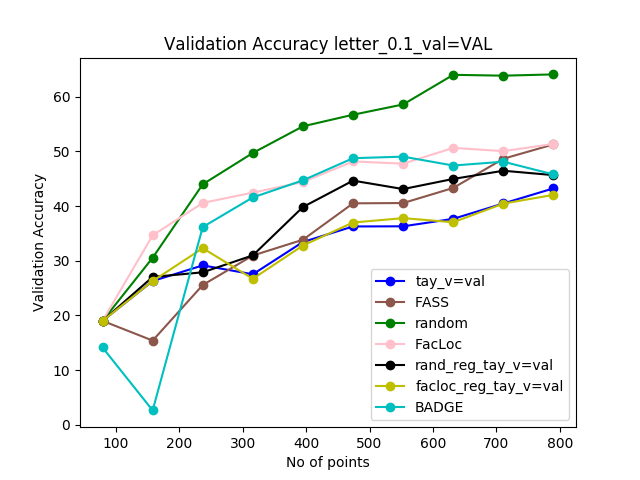 Validation Accuracy letter_0.1_val=VAL
Validation Accuracy
60
50
40
30
20
10
0
100 200 300 400 500 600 700 800
No of points
tay_v=val
FASS
random
FacLoc
rand_reg_tay_v=val
facloc_reg_tay_v=val
BADGE